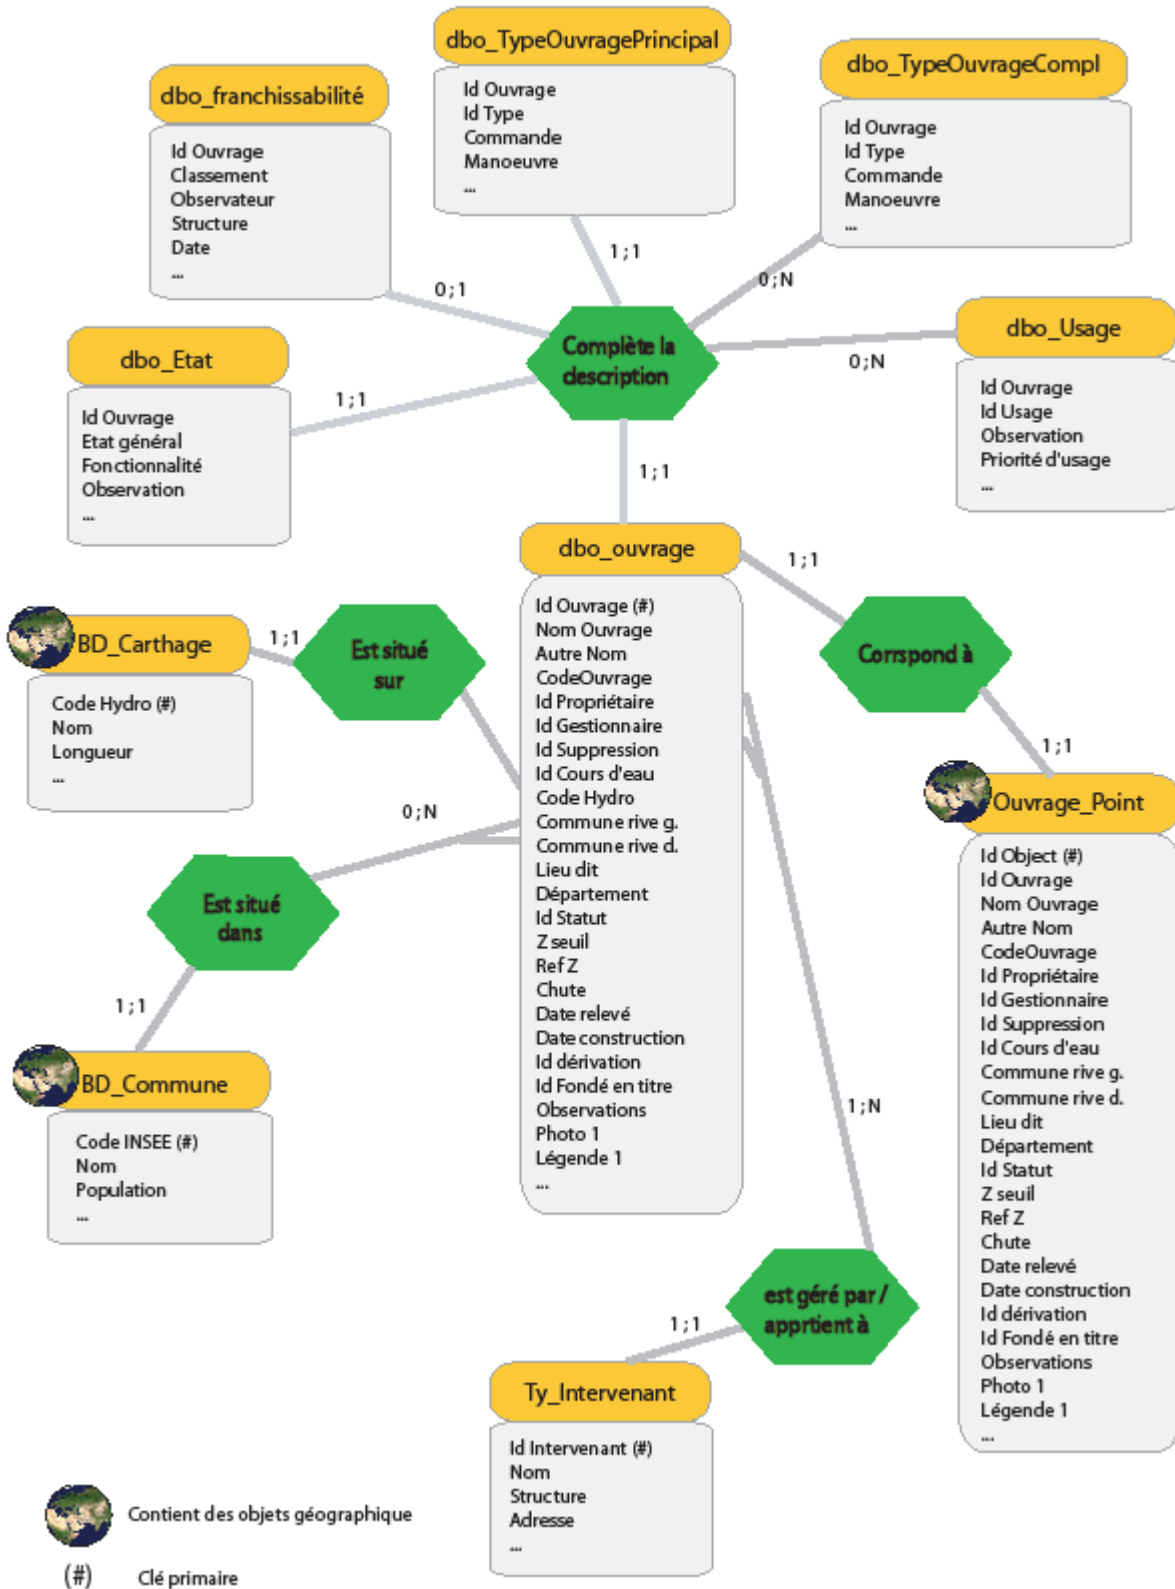 dbo_TypeOuvragePrincipal
Id Ouvrage
Id Type
Commande
Manoeuvre
...
dbo_TypeOuvrageCompl
Id Ouvrage
Id Type
Commande
Manoeuvre
...
dbo_franchissabilité
Id Ouvrage
Classement
Observateur
Structure
Date
...
1 ; 1
0 ; N
0 ; 1
dbo_Etat
Id Ouvrage
Etat général
Fonctionnalité
Observation
...
1 ; 1
Complète la
description
0 ; N
dbo_Usage
Id Ouvrage
Id Usage
Observation
Priorité d'usage
...
1 ; 1
dbo_ouvrage
Id Ouvrage (#)
Nom Ouvrage
Autre Nom
CodeOuvrage
Id Propriétaire
Id Gestionnaire
Id Suppression
Id Cours d'eau
Code Hydro
Commune rive g.
Commune rive d.
Lieu dit
Département
Id Statut
Z seuil
Ref Z
Chute
Date relevé
Date construction
Id dérivation
Id Fondé en titre
Observations
Photo 1
Légende 1
...
1 ; 1
Corrspond à
1 ; 1
BD_Carthage
Code Hydro (#)
Nom
Longueur
...
1 ; 1
Est situé
sur
0 ; N
Est situé
dans
1 ; 1
BD_Commune
Code INSEE (#)
Nom
Population
...
Ouvrage_Point
Id Object (#)
Id Ouvrage
Nom Ouvrage
Autre Nom
CodeOuvrage
Id Propriétaire
Id Gestionnaire
Id Suppression
Id Cours d'eau
Commune rive g.
Commune rive d.
Lieu dit
Département
Id Statut
Z seuil
Ref Z
Chute
Date relevé
Date construction
Id dérivation
Id Fondé en titre
Observations
Photo 1
Légende 1
...
1 ; N
est géré par /
apprtient à
1 ; 1
Ty_Intervenant
Id Intervenant (#)
Nom
Structure
Adresse
...
Contient des objets géographique
(#) Clé primaire